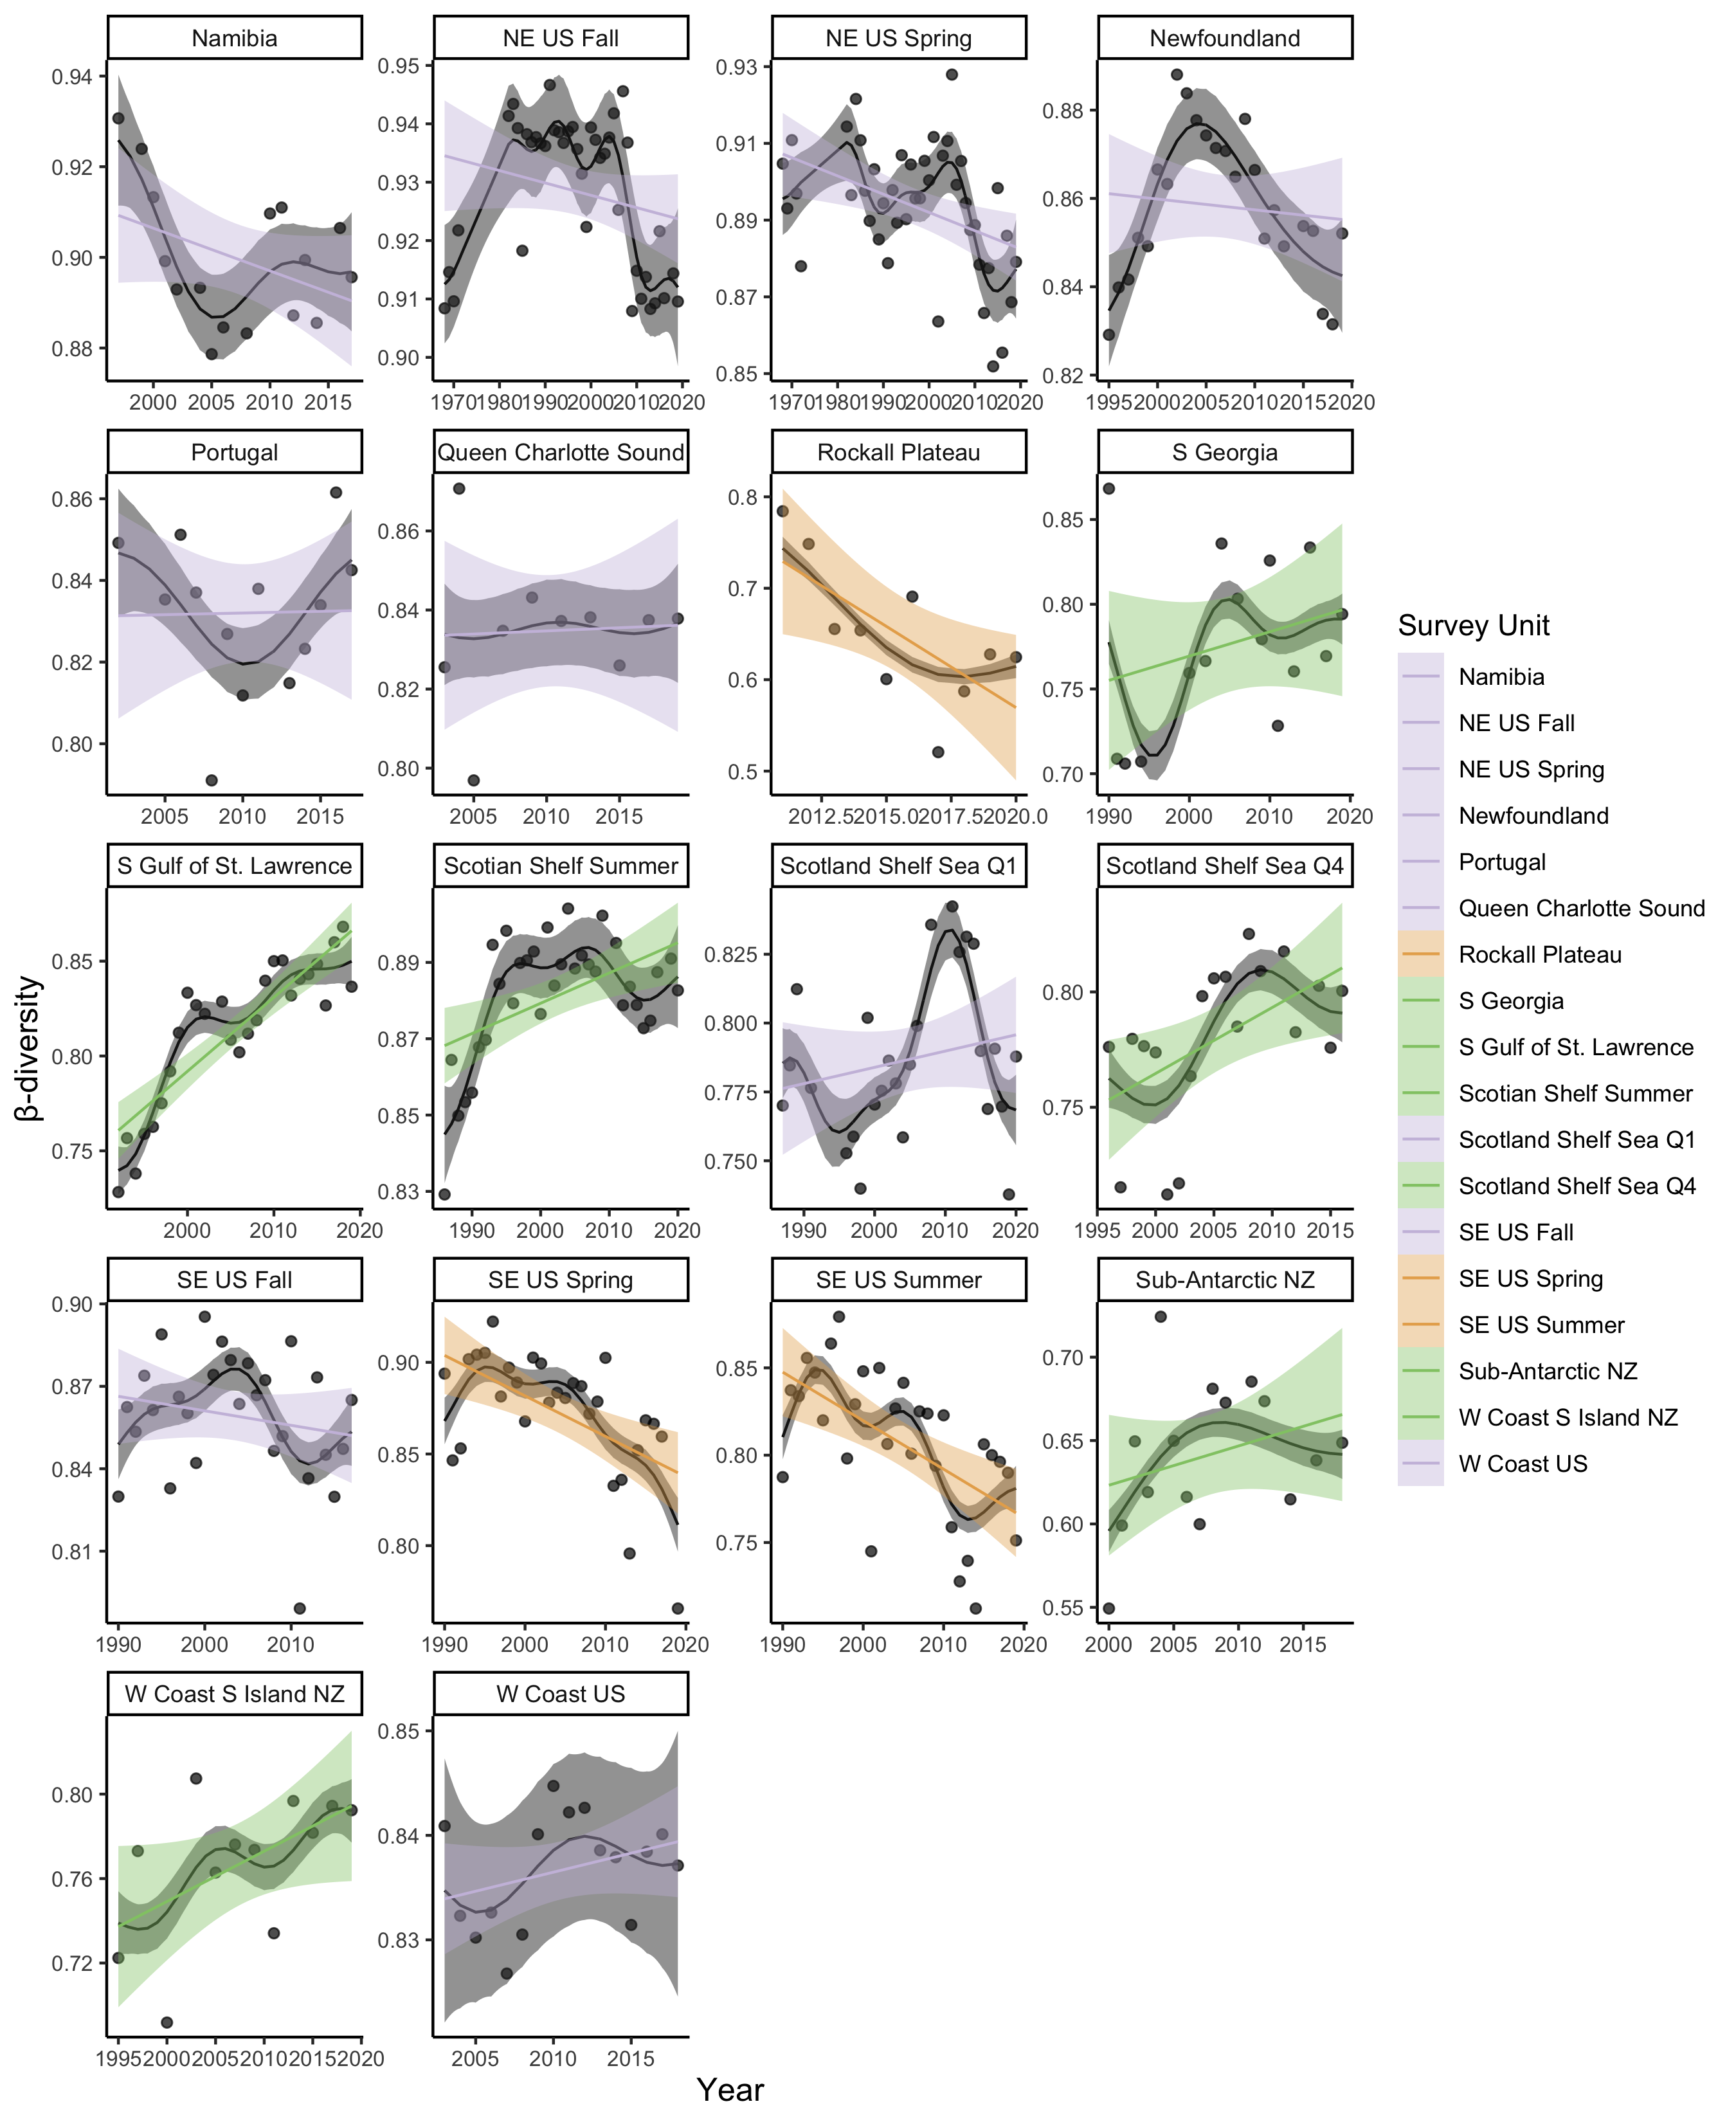 Namibia
NE US Fall
NE US Spring
Newfoundland
0.94
0.92
0.90
0.88
0.95
0.94
0.93
0.92
0.91
0.90
0.93
0.91
0.89
0.87
0.85
0.88
0.86
0.84
0.82
2000 2005 2010 2015
1970 1980 1990 2000 2010 2020
1970 1980 1990 2000 2010 2020
1995 2000 2005 2010 2015 2020
Portugal
Queen Charlotte Sound
Rockall Plateau
S Georgia
0.86
0.84
0.82
0.80
0.86
0.84
0.82
0.80
0.8
0.7
0.6
0.5
0.85
0.80
0.75
0.70
2005 2010 2015
2005 2010 2015
2012.5 2015.0 2017.5 2020.0
1990 2000 2010 2020
S Gulf of St. Lawrence
Scotian Shelf Summer
Scotland Shelf Sea Q1
Scotland Shelf Sea Q4
0.85
0.80
0.75
0.89
0.87
0.85
0.83
0.825
0.800
0.775
0.750
0.80
0.75
2000 2010 2020
1990 2000 2010 2020
1990 2000 2010 2020
1995 2000 2005 2010 2015
SE US Fall
SE US Spring
SE US Summer
Sub-Antarctic NZ
0.90
0.87
0.84
0.81
0.90
0.85
0.80
0.85
0.80
0.75
0.70
0.65
0.60
0.55
1990 2000 2010
1990 2000 2010 2020
1990 2000 2010 2020
2000 2005 2010 2015
W Coast S Island NZ
W Coast US
0.80
0.76
0.72
0.85
0.84
0.83
1995 2000 2005 2010 2015 2020
2005 2010 2015
β-diversity
Year
Survey Unit
Namibia
NE US Fall
NE US Spring
Newfoundland
Portugal
Queen Charlotte Sound
Rockall Plateau
S Georgia
S Gulf of St. Lawrence
Scotian Shelf Summer
Scotland Shelf Sea Q1
Scotland Shelf Sea Q4
SE US Fall
SE US Spring
SE US Summer
Sub-Antarctic NZ
W Coast S Island NZ
W Coast US